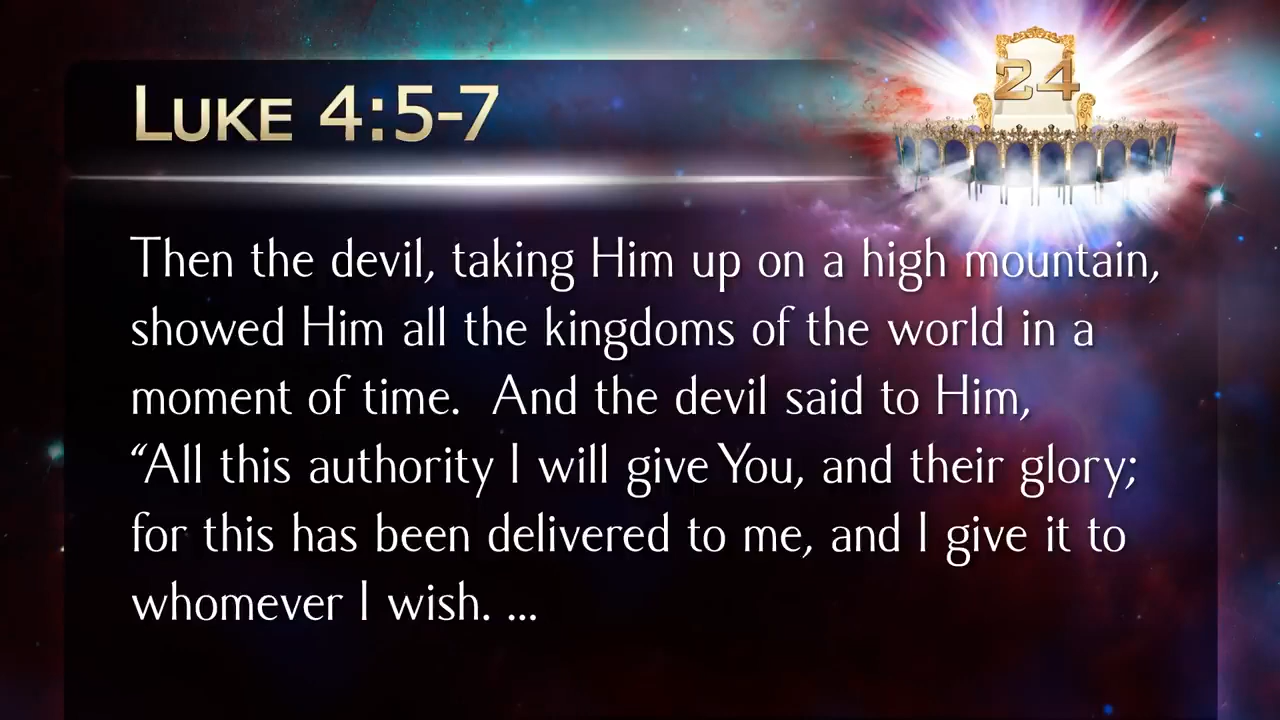 LUKE 4:5-7
24
Then the devil, taking Him up on a high mountain,
showed Him all the kingdoms of the world in a
moment of time.  And the devil said to Him,
“All this authority I will give You, and their glory;
for this has been delivered to me, and I give it to
whomever I wish. ...